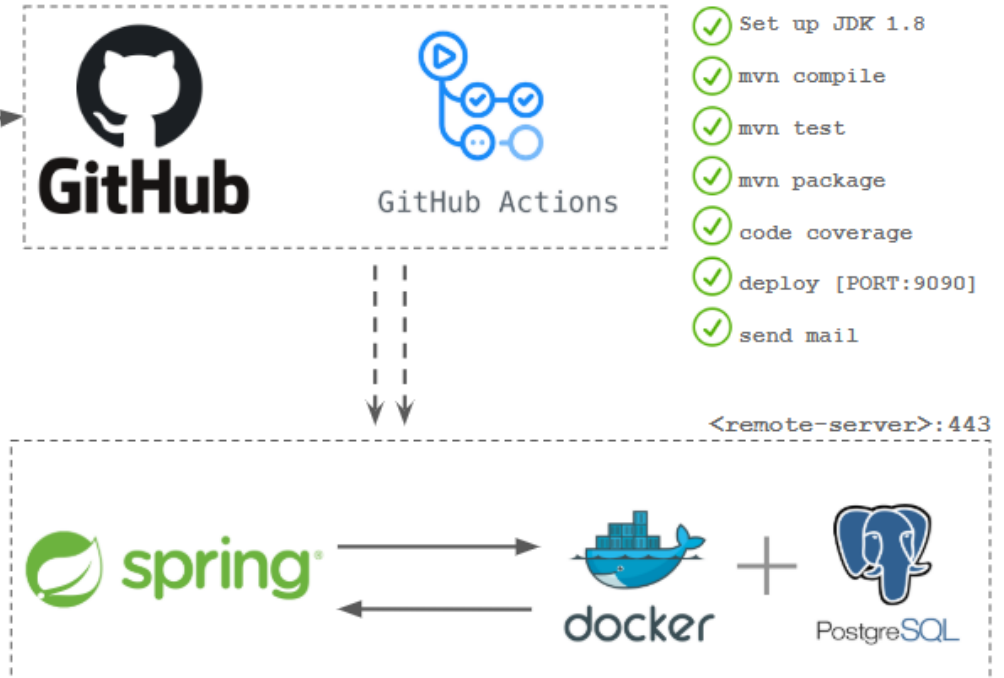 GitHub
GitHub Actions
Set up JDK 1.8
mvn compile
mvn test
mvn package
code coverage
deploy [PORT:9090]
send mail
<remote-server>:443
spring
docker
PostgreSQL